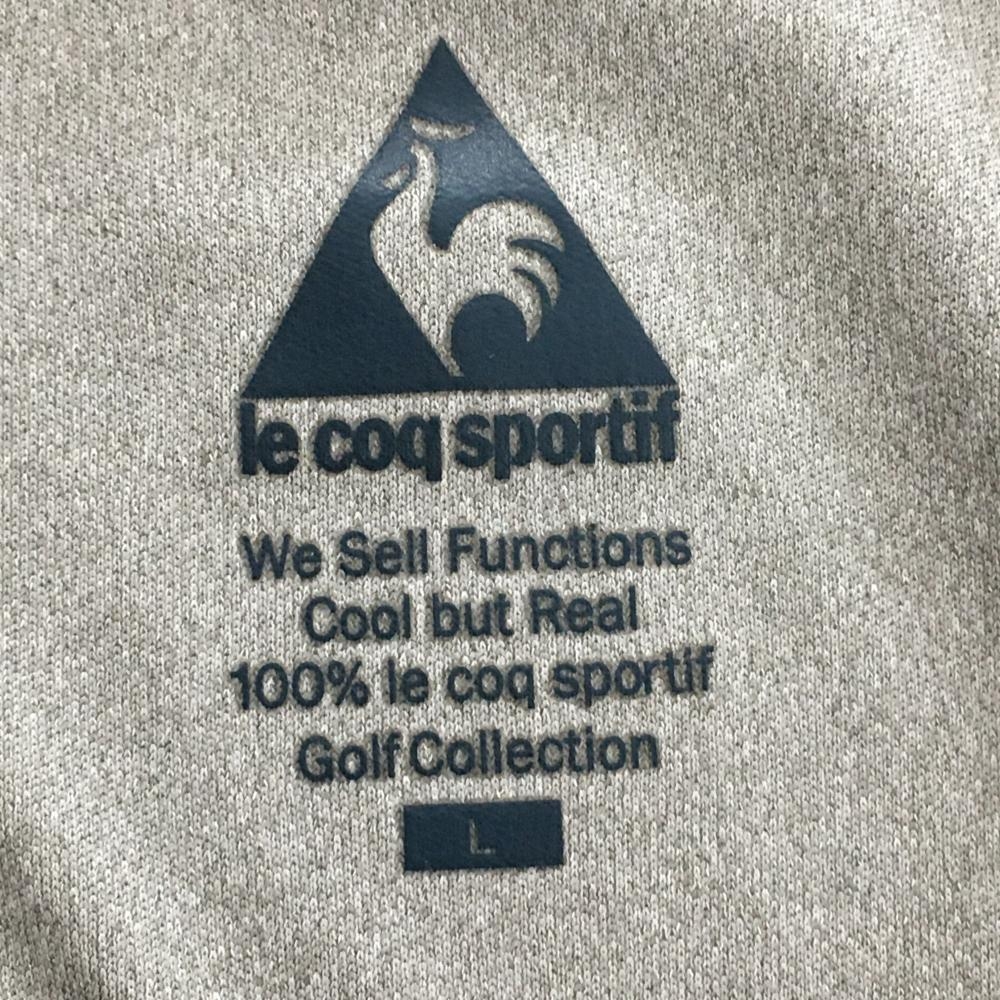 le coq sportif
We Sell Functions
Cool but Real
100% le coq sportif
Golf Collection
L